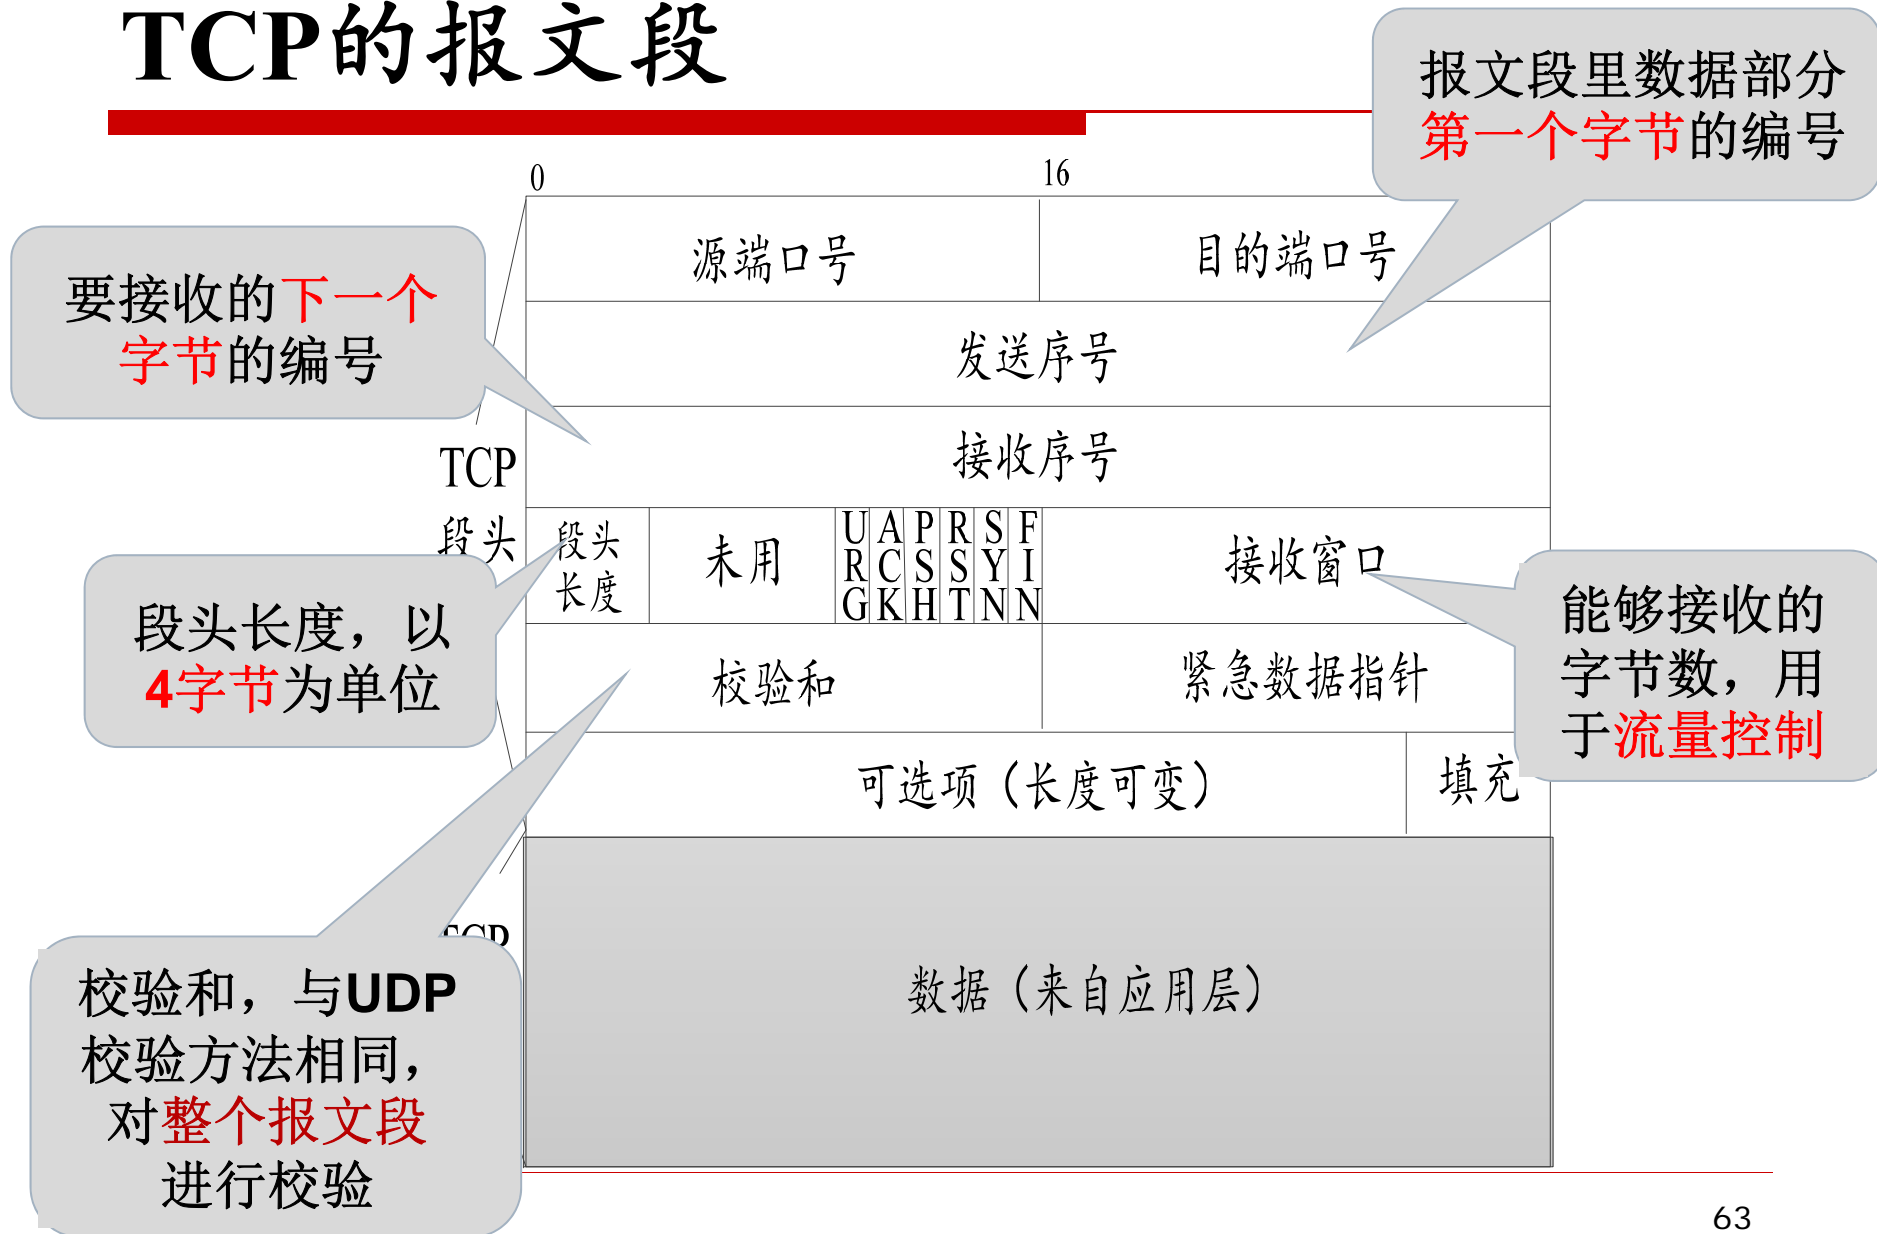 TCP的报文段
报文段里数据部分
第一个字节的编号
0
16
源端口号
目的端口号
要接收的下一个
字节的编号
发送序号
接收序号
TCP
段头
段头
长度
未用
URG
ACK
PSH
RST
SYN
FIN
接收窗口
段头长度，以
4字节为单位
能够接收的
字节数，用
于流量控制
校验和
紧急数据指针
可选项（长度可变）
填充
TCP
数据（来自应用层）
校验和，与UDP
校验方法相同，
对整个报文段
进行校验
63